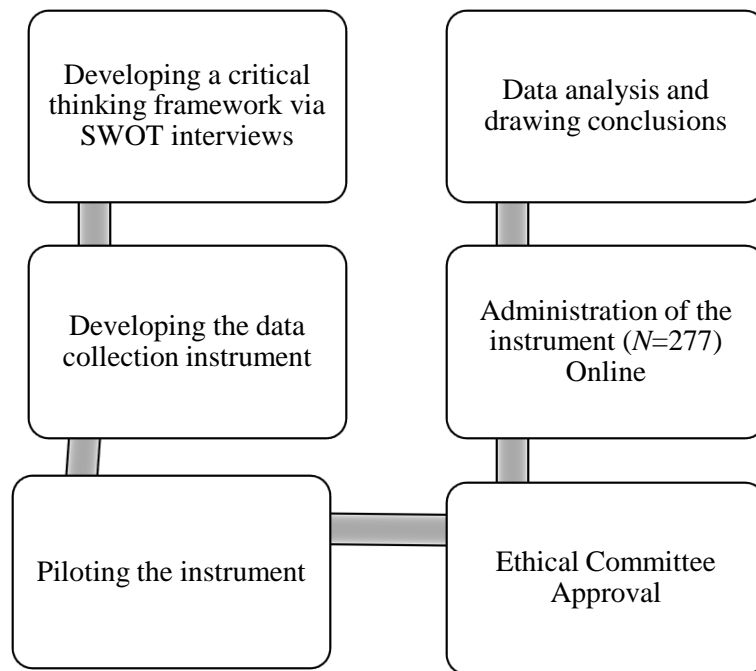 Developing a critical
thinking framework via
SWOT interviews
Developing the data
collection instrument
Piloting the instrument
Ethical Committee
Approval
Administration of the
instrument (N=277)
Online
Data analysis and
drawing conclusions